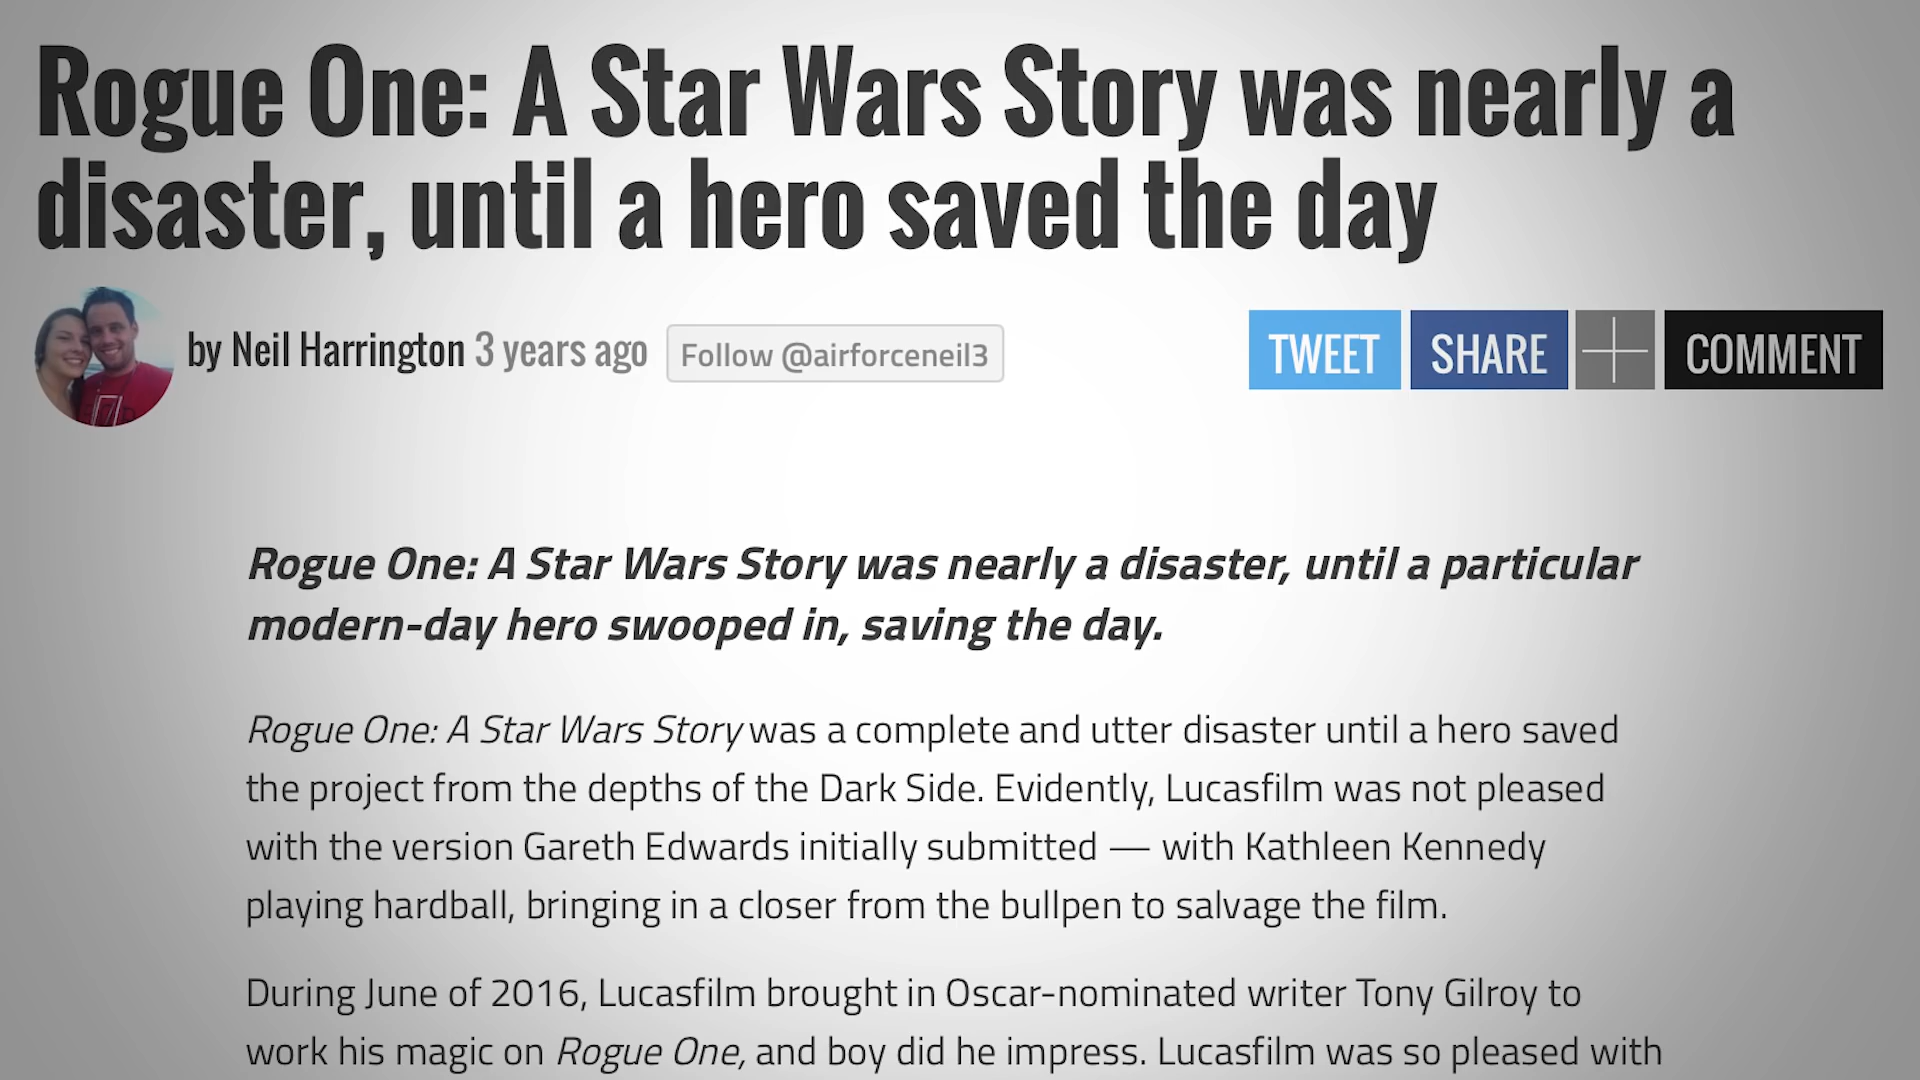 Rogue One: A Star Wars Story was nearly a
disaster, until a hero saved the day
by Neil Harrington 3 years ago Follow @airforceneil3
TWEET SHARE COMMENT
Rogue One: A Star Wars Story was nearly a disaster, until a particular
modern-day hero swooped in, saving the day.
Rogue One: A Star Wars Story was a complete and utter disaster until a hero saved
the project from the depths of the Dark Side. Evidently, Lucasfilm was not pleased
with the version Gareth Edwards initially submitted — with Kathleen Kennedy
playing hardball, bringing in a closer from the bullpen to salvage the film.
During June of 2016, Lucasfilm brought in Oscar-nominated writer Tony Gilroy to
work his magic on Rogue One, and boy did he impress. Lucasfilm was so pleased with